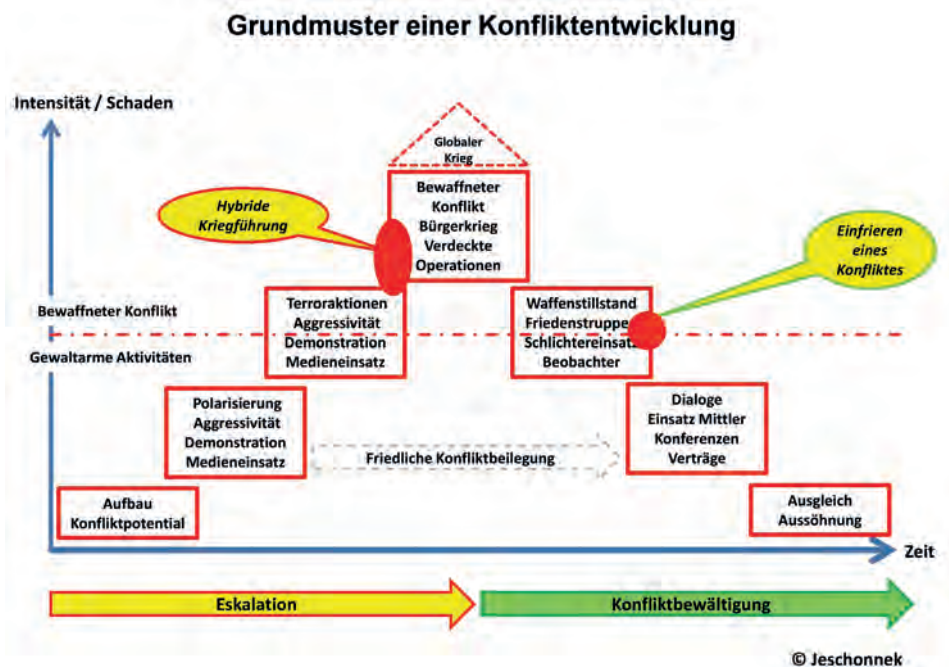 Grundmuster einer Konfliktentwicklung
Intensität / Schaden
Globaler
Krieg
Bewaffneter
Konflikt
Bürgerkrieg
Verdeckte
Operationen
Hybride
Kriegführung
Einfrieren
eines
Konfliktes
Bewaffneter Konflikt
Gewaltarme Aktivitäten
Terroraktionen
Aggressivität
Demonstration
Medieneinsatz
Waffenstillstand
Friedenstruppe
Schlichtereinsatz
Beobachter
Polarisierung
Aggressivität
Demonstration
Medieneinsatz
Friedliche Konfliktbeilegung
Dialoge
Einsatz Mittler
Konferenzen
Verträge
Aufbau
Konfliktpotential
Ausgleich
Aussöhnung
Zeit
Eskalation
Konfliktbewältigung
© Jeschonnek